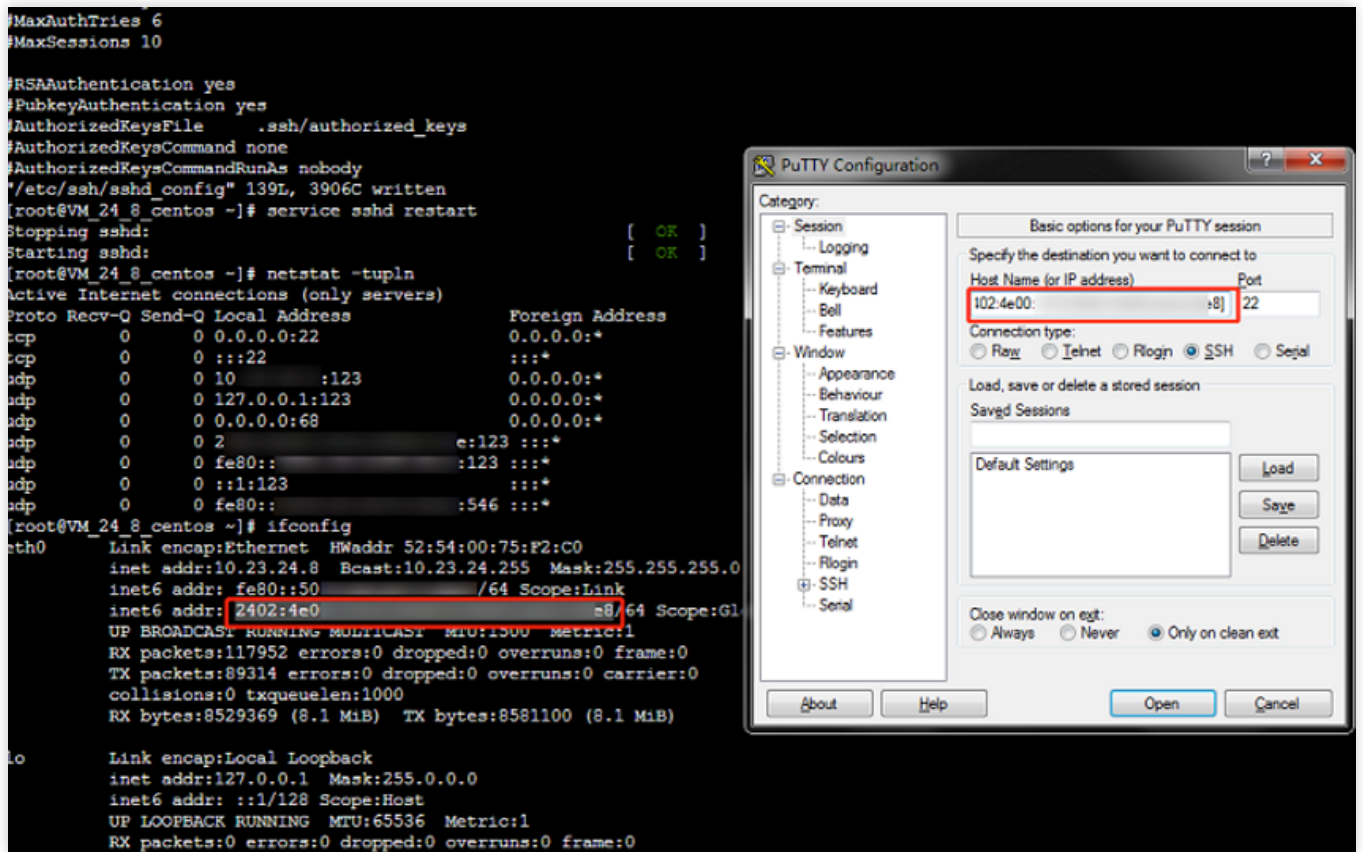 #MaxAuthTries 6
#MaxSessions 10
#RSAAuthentication yes
#PubkeyAuthentication yes
#AuthorizedKeysFile .ssh/authorized_keys
#AuthorizedKeysCommand none
#AuthorizedKeysCommandRunAs nobody
"/etc/ssh/sshd_config" 139L, 3906C written
[root@VM_24_8_centos ~]# service sshd restart
Stopping sshd: [ OK ]
Starting sshd: [ OK ]
[root@VM_24_8_centos ~]# netstat -tupln
Active Internet connections (only servers)
Proto Recv-Q Send-Q Local Address Foreign Address
tcp 0 0 0.0.0.0:22 0.0.0.0:*
tcp 0 0 :::22 :::*
udp 0 0 10 :123 0.0.0.0:*
udp 0 0 127.0.0.1:123 0.0.0.0:*
udp 0 0 0.0.0.0:68 0.0.0.0:*
udp 0 0 2 e:123 :::*
udp 0 0 fe80:: :123 :::*
udp 0 0 ::1:123 :::*
udp 0 0 fe80:: :546 :::*
[root@VM_24_8_centos ~]# ifconfig
eth0 Link encap:Ethernet HWaddr 52:54:00:75:F2:C0
inet addr:10.23.24.8 Bcast:10.23.24.255 Mask:255.255.255.0
inet6 addr: fe80::50 /64 Scope:Link
inet6 addr: 2402:4e0 e8/64 Scope:Gl
UP BROADCAST RUNNING MULTICAST MTU:1500 Metric:1
RX packets:117952 errors:0 dropped:0 overruns:0 frame:0
TX packets:89314 errors:0 dropped:0 overruns:0 carrier:0
collisions:0 txqueuelen:1000
RX bytes:8529369 (8.1 MiB) TX bytes:8581100 (8.1 MiB)
lo Link encap:Local Loopback
inet addr:127.0.0.1 Mask:255.0.0.0
inet6 addr: ::1/128 Scope:Host
UP LOOPBACK RUNNING MTU:65536 Metric:1
RX packets:0 errors:0 dropped:0 overruns:0 frame:0
PuTTY Configuration
Category:
Session
Logging
Terminal
Keyboard
Bell
Features
Window
Appearance
Behaviour
Translation
Selection
Colours
Connection
Data
Proxy
Telnet
Rlogin
SSH
Serial
Basic options for your PuTTY session
Specify the destination you want to connect to
Host Name (or IP address) Port
402:4e00: e8] 22
Connection type:
Raw Telnet Rlogin SSH Serial
Load, save or delete a stored session
Saved Sessions
Default Settings
Load
Save
Delete
Close window on exit:
Always Never Only on clean exit
About Help Open Cancel